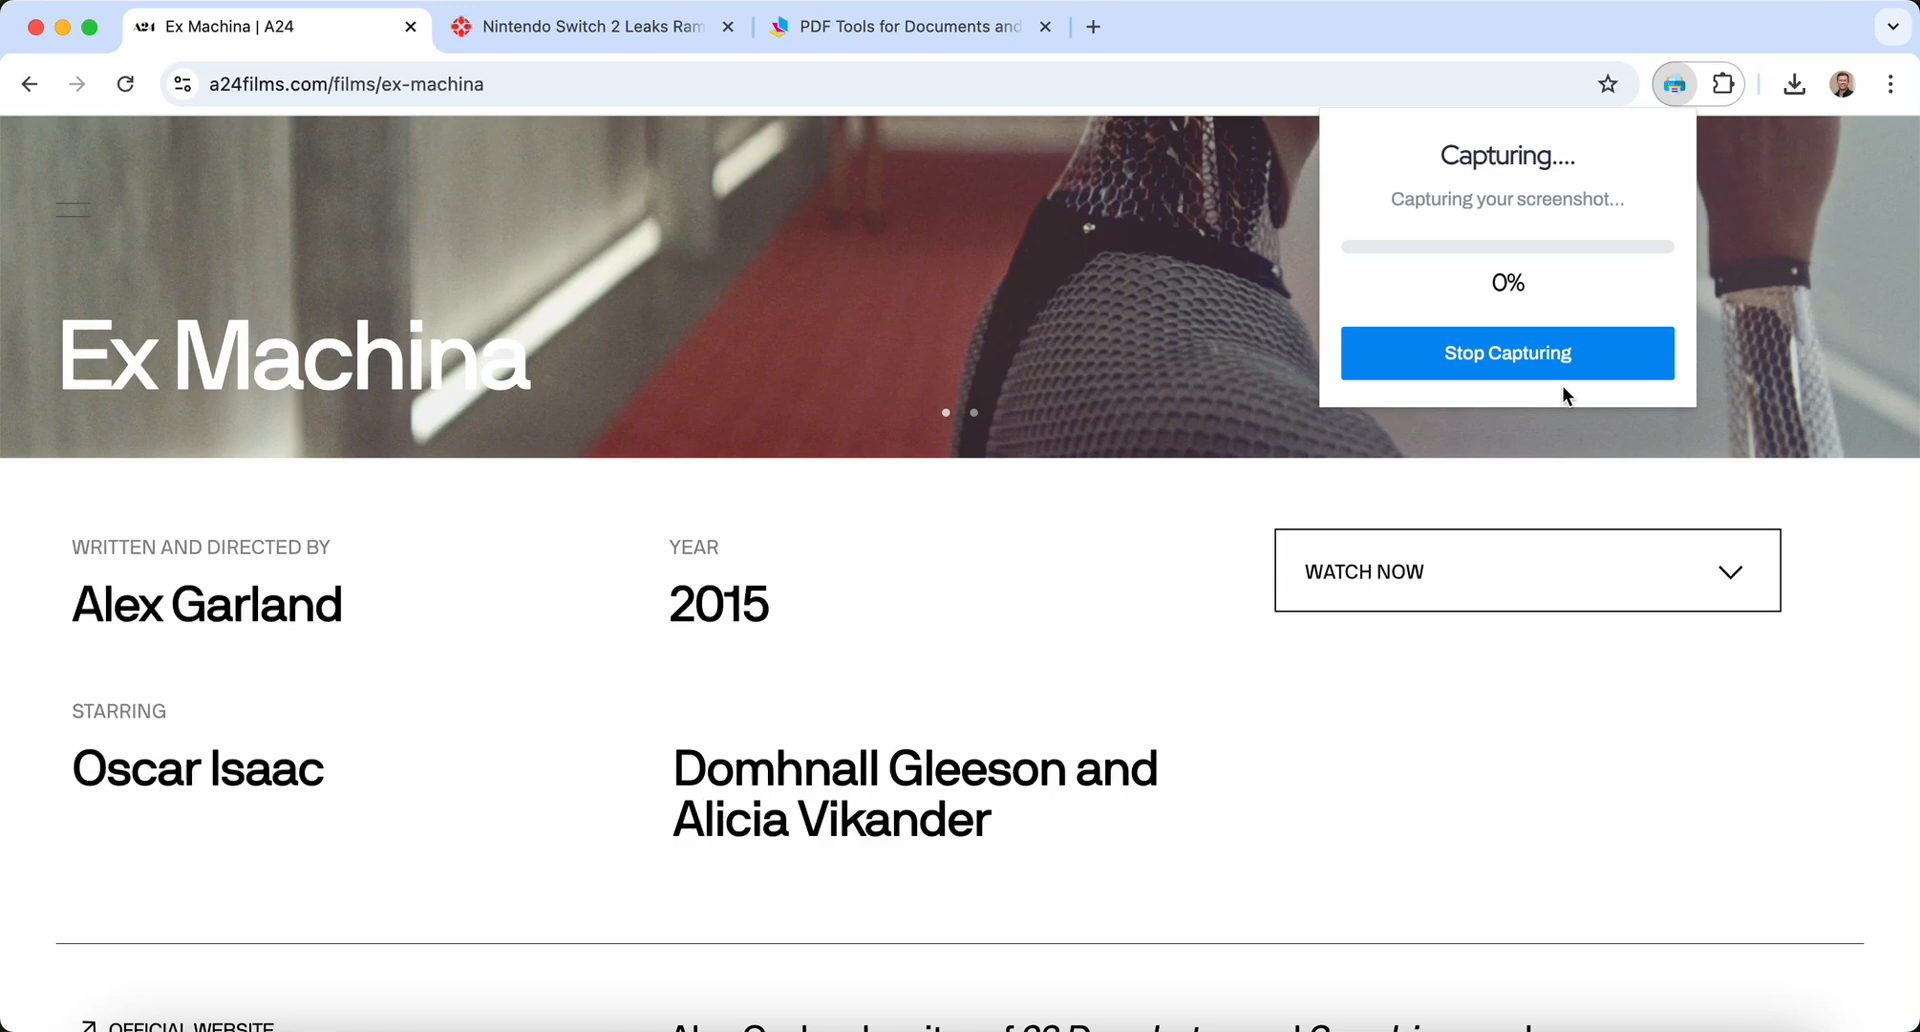 A24 Ex Machina | A24
Nintendo Switch 2 Leaks Ram
PDF Tools for Documents and
a24films.com/films/ex-machina
Capturing....
Capturing your screenshot...
0%
Stop Capturing
Ex Machina
WRITTEN AND DIRECTED BY
Alex Garland
YEAR
2015
WATCH NOW
STARRING
Oscar Isaac
Domhnall Gleeson and
Alicia Vikander
OFFICIAL WEBSITE